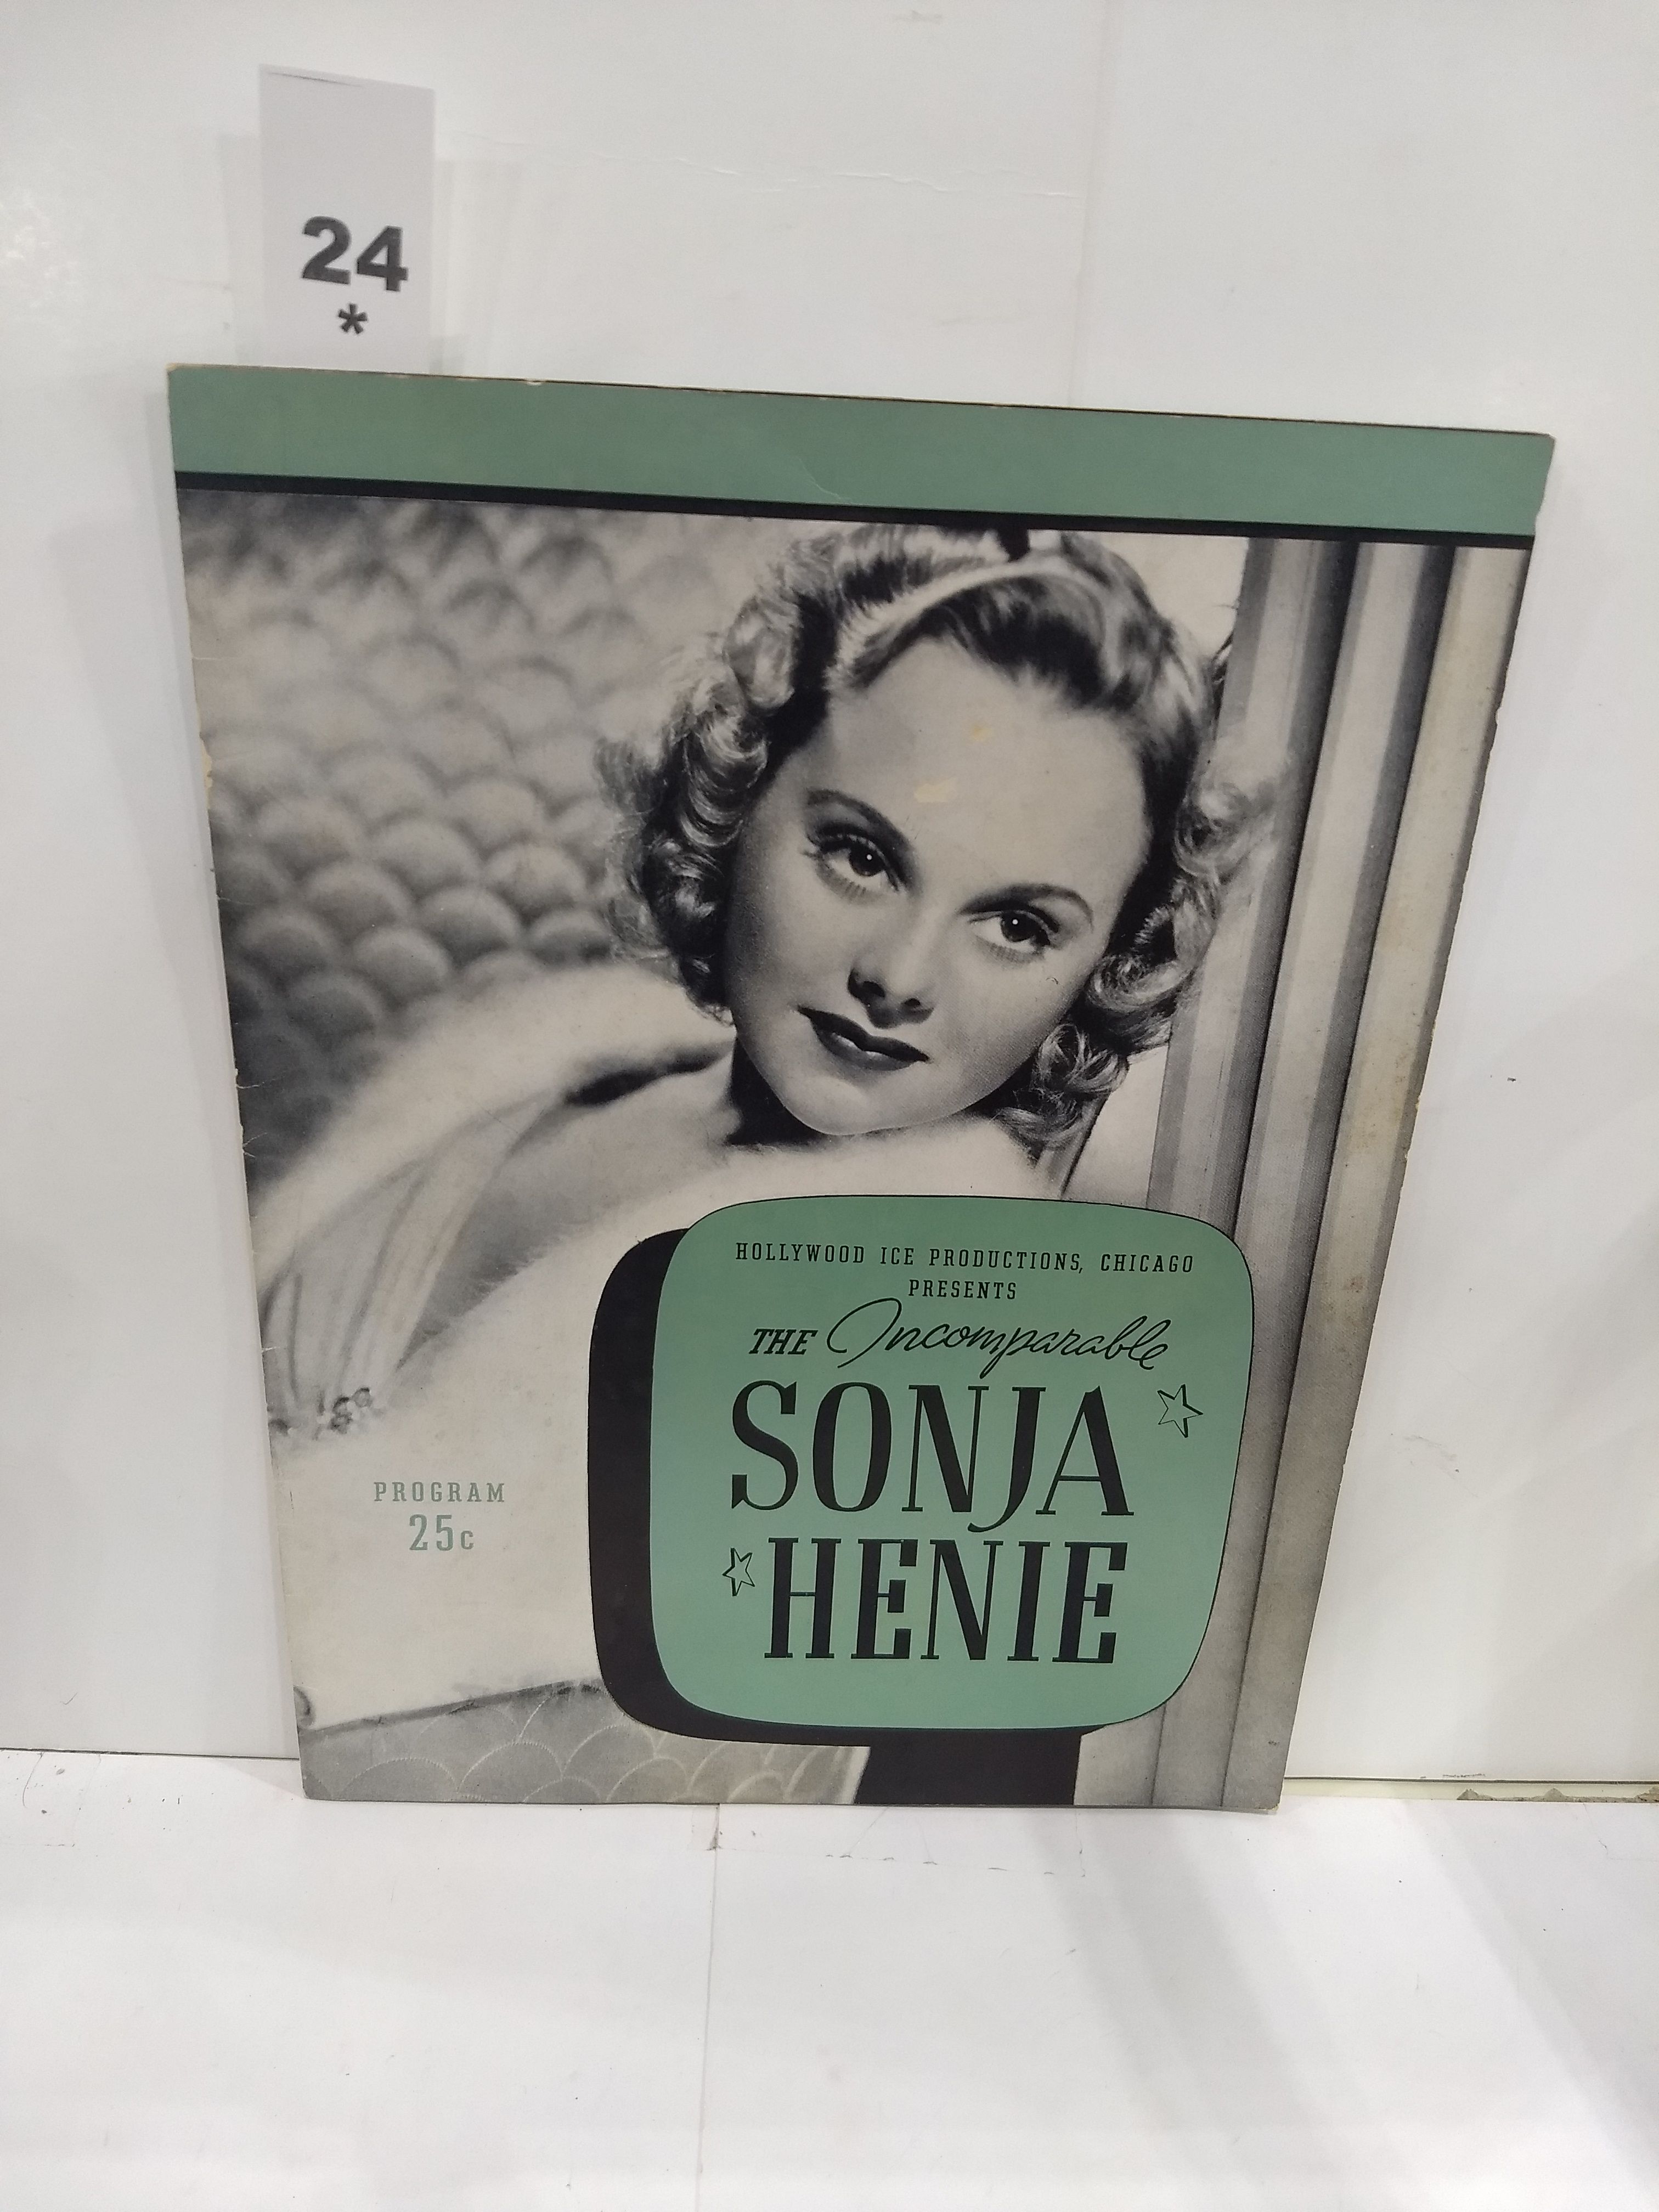 24
*
HOLLYWOOD ICE PRODUCTIONS, CHICAGO
PRESENTS
THE Incomparable
SONJA
HENIE
PROGRAM
25c